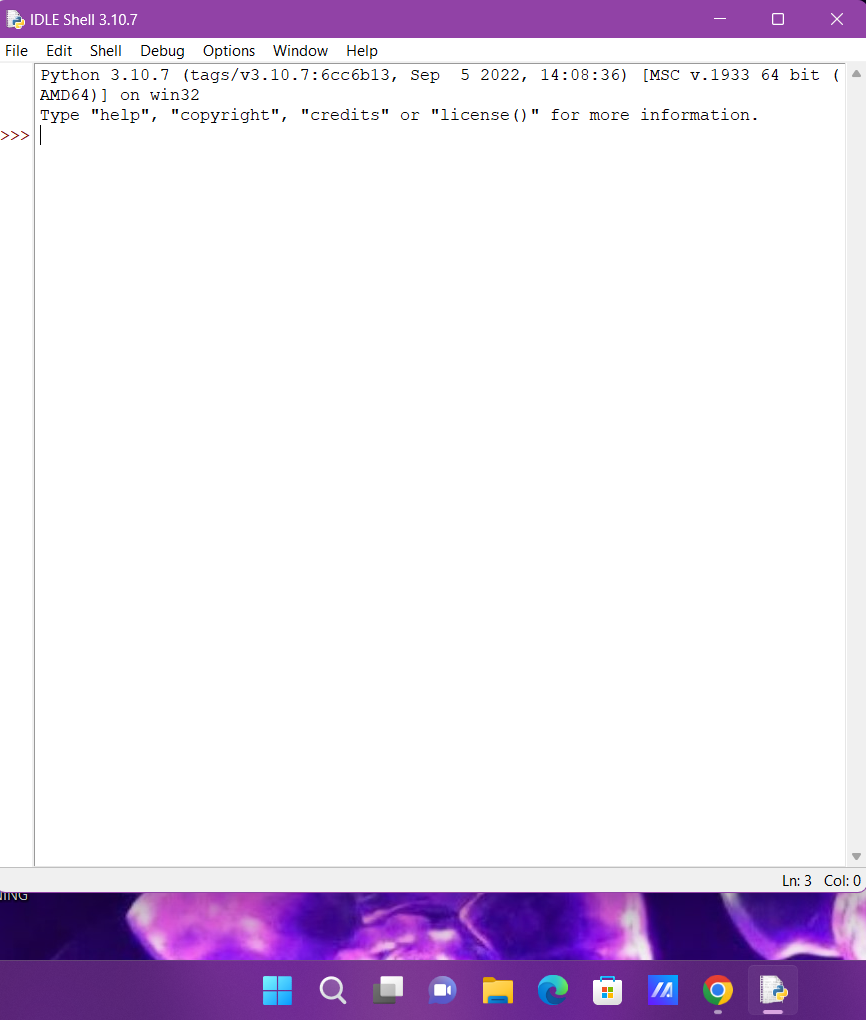 IDLE Shell 3.10.7
File Edit Shell Debug Options Window Help
Python 3.10.7 (tags/v3.10.7:6cc6b13, Sep  5 2022, 14:08:36) [MSC v.1933 64 bit (
AMD64)] on win32
Type "help", "copyright", "credits" or "license()" for more information.
>>>
Ln: 3 Col: 0